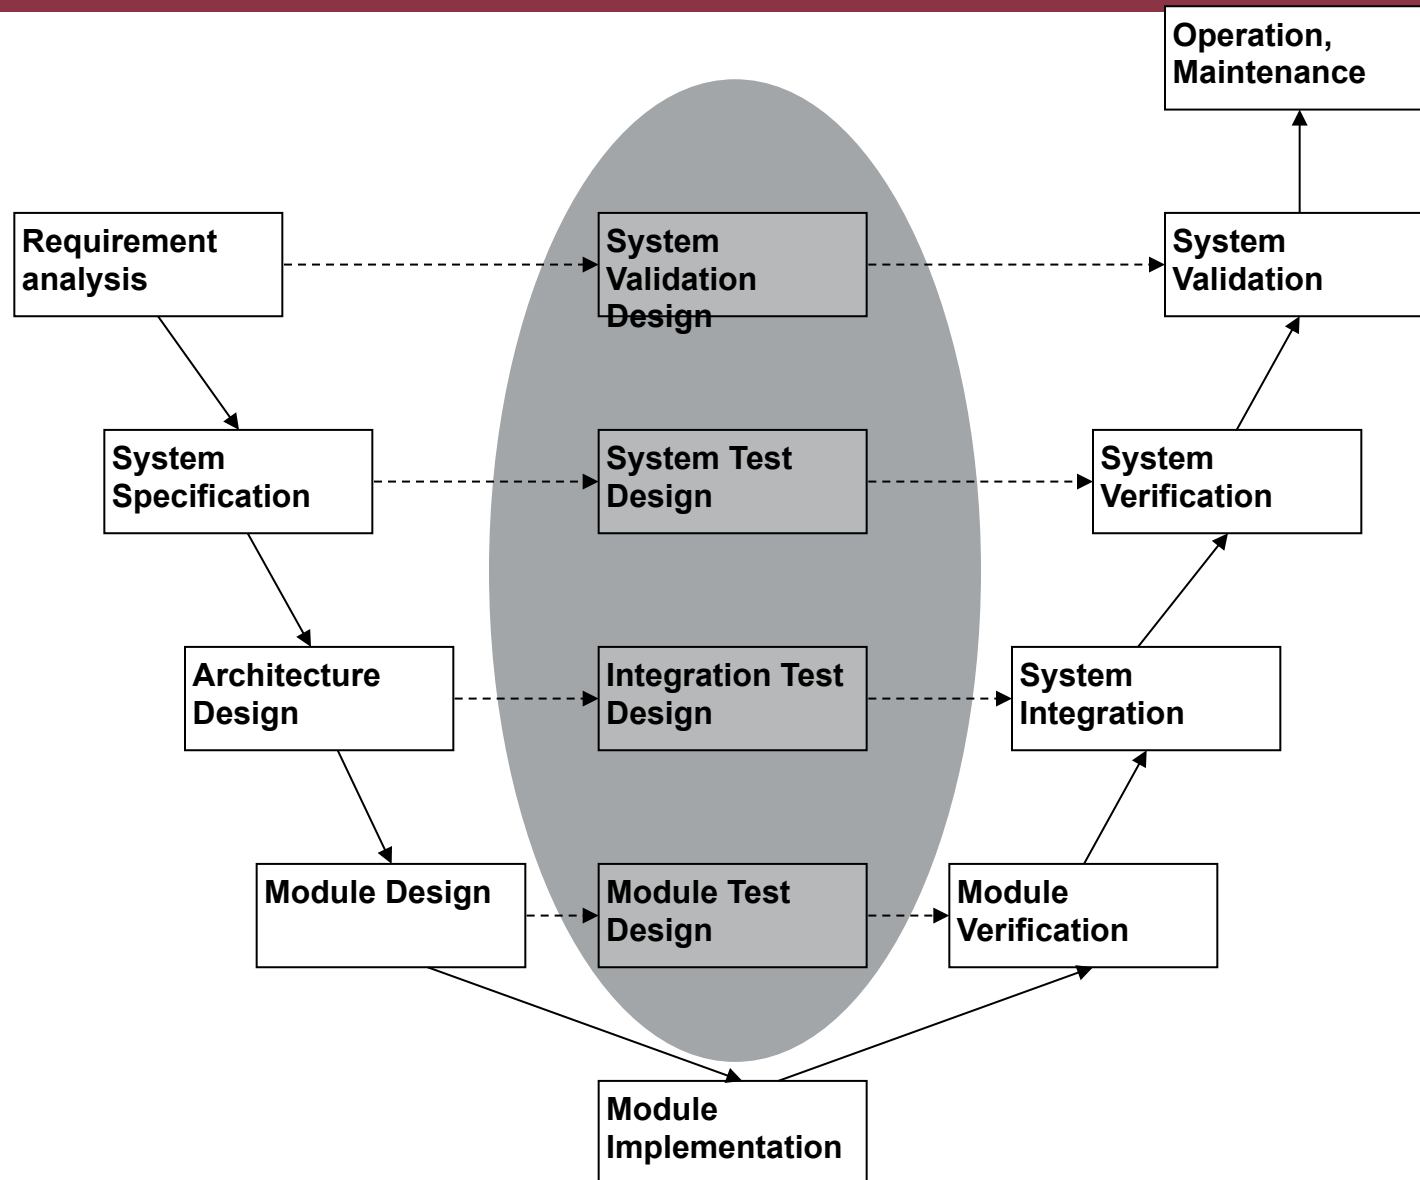 Operation,
Maintenance
Requirement
analysis
System
Validation
Design
System
Validation
System
Specification
System Test
Design
System
Verification
Architecture
Design
Integration Test
Design
System
Integration
Module Design
Module Test
Design
Module
Verification
Module
Implementation